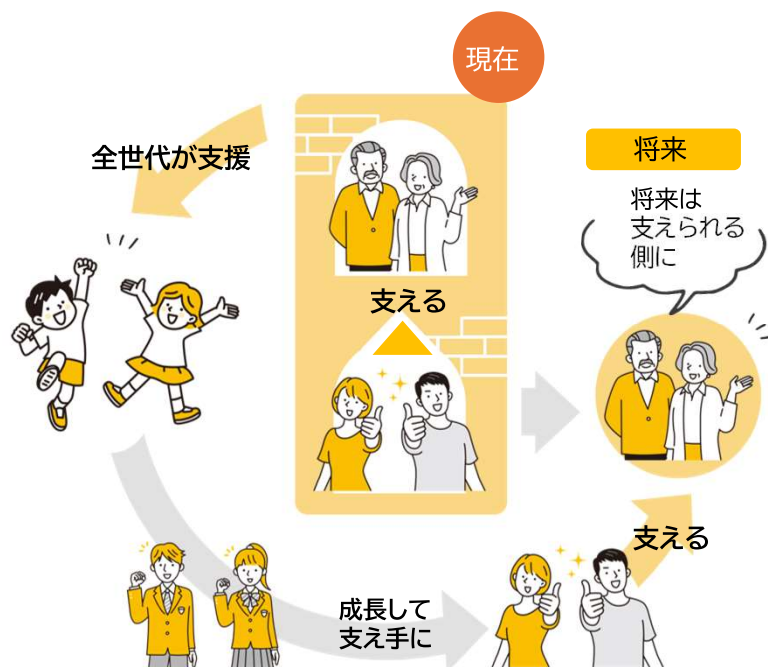 現在
全世代が支援
支える
将来
将来は
支えられる
側に
支える
成長して
支え手に